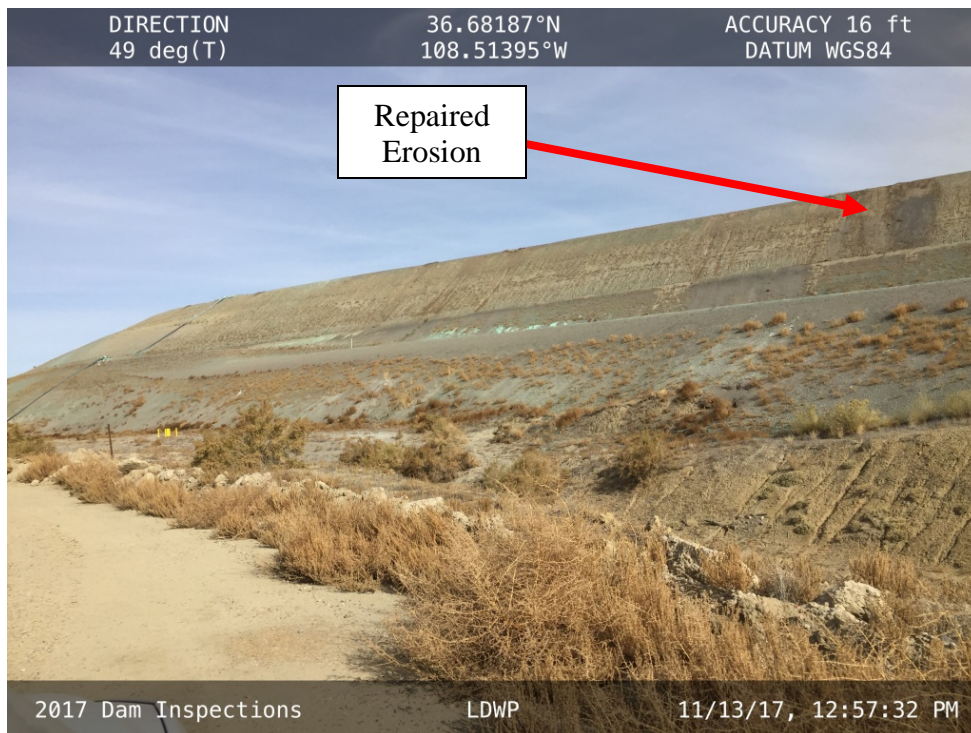 DIRECTION
49 deg(T)
36.68187°N
108.51395°W
ACCURACY 16 ft
DATUM WGS84
Repaired
Erosion
2017 Dam Inspections
LDWP
11/13/17, 12:57:32 PM